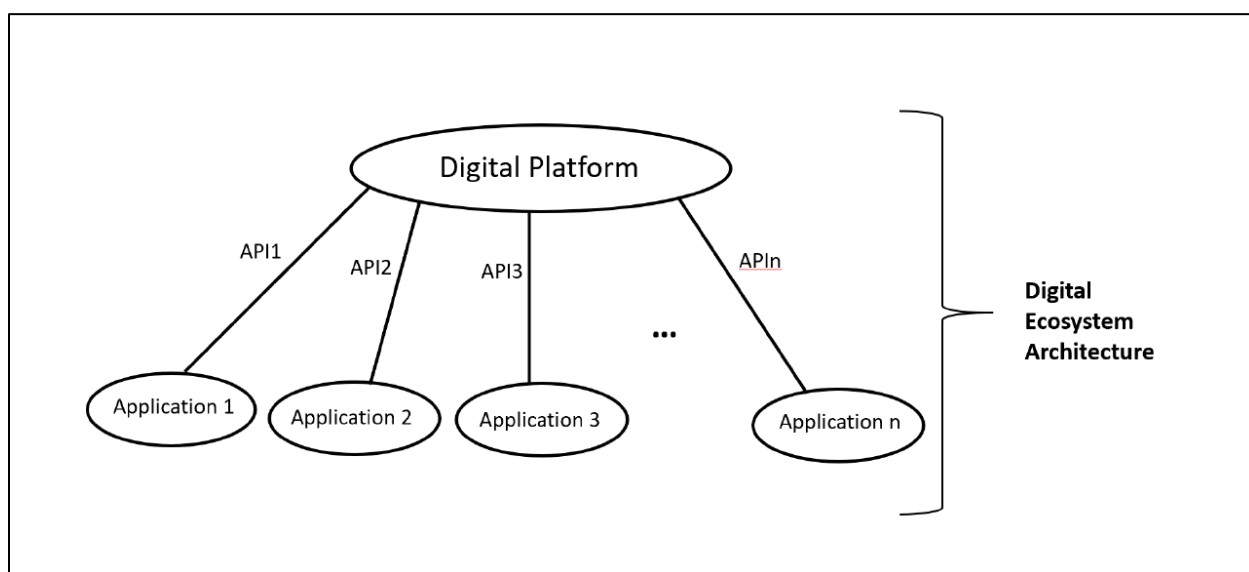 Digital Platform
API1
API2
API3
APIn
...
Digital
Ecosystem
Architecture
Application 1
Application 2
Application 3
Application n